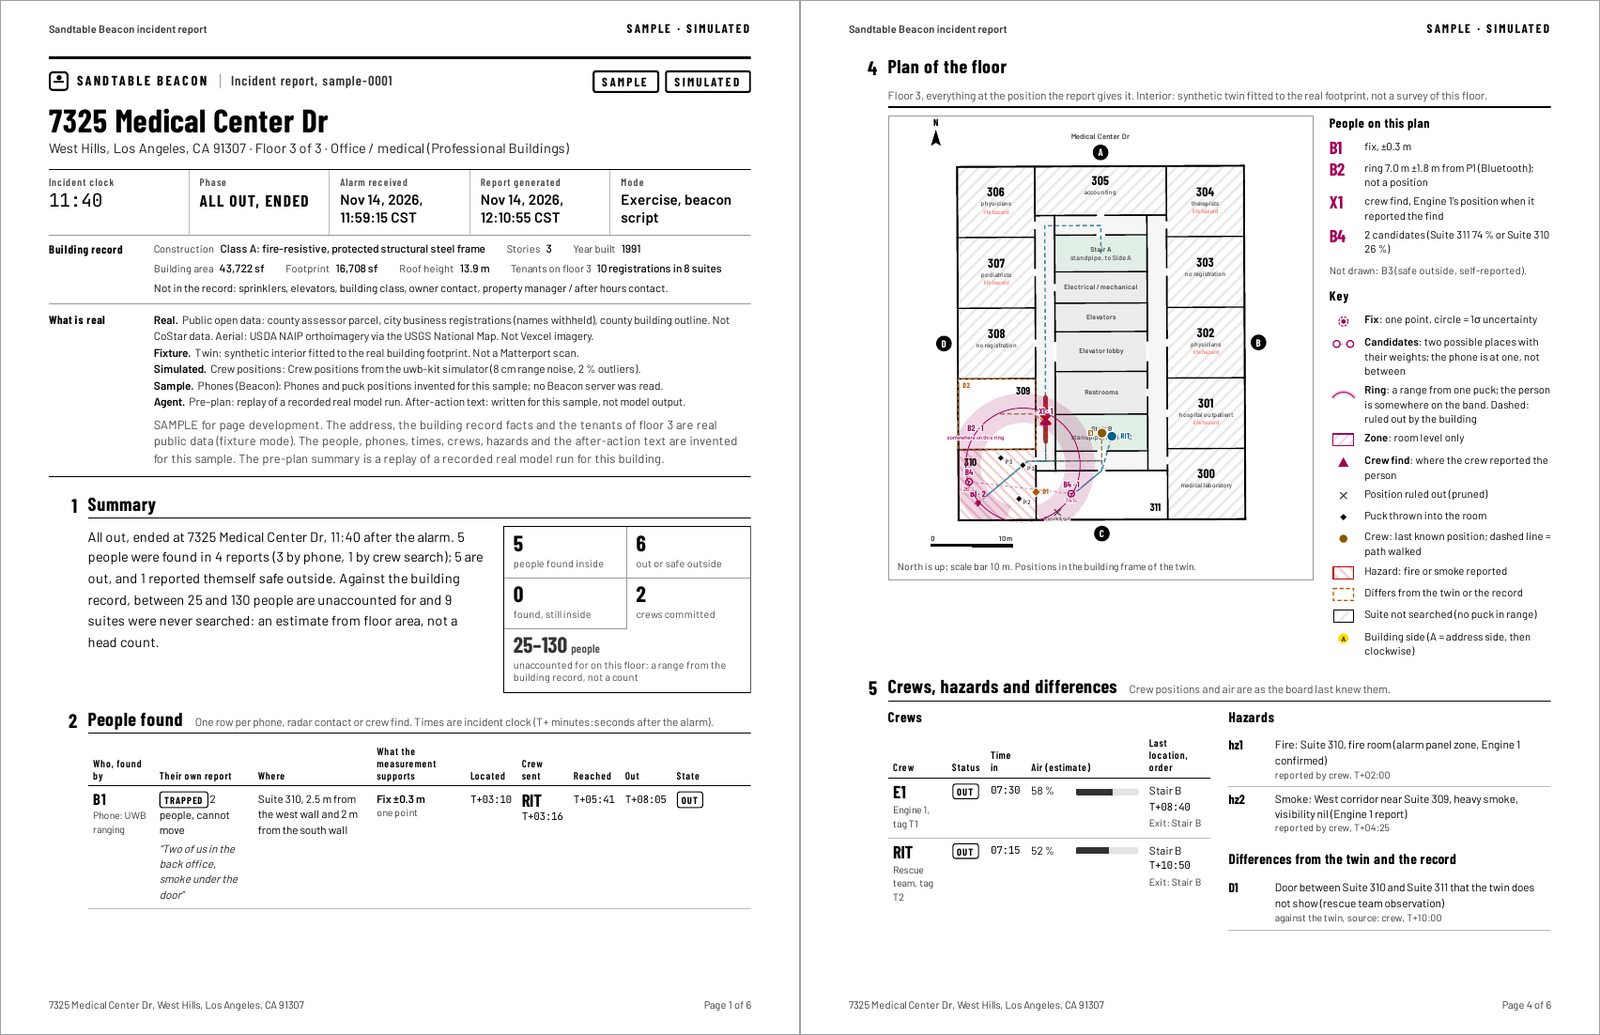 Sandtable Beacon incident report
SAMPLE · SIMULATED
SANDTABLE BEACON | Incident report, sample-0001
SAMPLE SIMULATED
7325 Medical Center Dr
West Hills, Los Angeles, CA 91307 · Floor 3 of 3 · Office / medical (Professional Buildings)
Incident clock
11:40
Phase
ALL OUT, ENDED
Alarm received
Nov 14, 2026,
11:59:15 CST
Report generated
Nov 14, 2026,
12:10:55 CST
Mode
Exercise, beacon
script
Building record
Construction Class A: fire-resistive, protected structural steel frame Stories 3 Year built 1991
Building area 43,722 sf Footprint 16,708 sf Roof height 13.9 m Tenants on floor 3 10 registrations in 8 suites
Not in the record: sprinklers, elevators, building class, owner contact, property manager / after hours contact.
What is real
Real. Public open data: county assessor parcel, city business registrations (names withheld), county building outline. Not
CoStar data. Aerial: USDA NAIP orthoimagery via the USGS National Map. Not Vexcel imagery.
Fixture. Twin: synthetic interior fitted to the real building footprint. Not a Matterport scan.
Simulated. Crew positions: Crew positions from the uwb-kit simulator (8 cm range noise, 2 % outliers).
Sample. Phones (Beacon): Phones and puck positions invented for this sample; no Beacon server was read.
Agent. Pre-plan: replay of a recorded real model run. After-action text: written for this sample, not model output.
SAMPLE for page development. The address, the building record facts and the tenants of floor 3 are real
public data (fixture mode). The people, phones, times, crews, hazards and the after-action text are invented
for this sample. The pre-plan summary is a replay of a recorded real model run for this building.
1 Summary
All out, ended at 7325 Medical Center Dr, 11:40 after the alarm. 5
people were found in 4 reports (3 by phone, 1 by crew search); 5 are
out, and 1 reported themself safe outside. Against the building
record, between 25 and 130 people are unaccounted for and 9
suites were never searched: an estimate from floor area, not a
head count.
5
people found inside
6
out or safe outside
0
found, still inside
2
crews committed
25–130 people
unaccounted for on this floor: a range from the
building record, not a count
2 People found One row per phone, radar contact or crew find. Times are incident clock (T+ minutes:seconds after the alarm).
Who, found
by
Their own report
Where
What the
measurement
supports
Located
Crew
sent
Reached
Out
State
B1
Phone: UWB
ranging
TRAPPED 2
people, cannot
move
"Two of us in the
back office,
smoke under the
door"
Suite 310, 2.5 m from
the west wall and 2 m
from the south wall
Fix ±0.3 m
one point
T+03:10
RIT
T+03:16
T+05:41
T+08:05
OUT
7325 Medical Center Dr, West Hills, Los Angeles, CA 91307
Page 1 of 6
Sandtable Beacon incident report
SAMPLE · SIMULATED
4 Plan of the floor
Floor 3, everything at the position the report gives it. Interior: synthetic twin fitted to the real footprint, not a survey of this floor.
N
Medical Center Dr
A
306
physicians
life hazard
305
accounting
304
therapists
life hazard
Stair A
standpipe, to Side A
307
podiatrists
life hazard
303
no registration
Electrical / mechanical
Elevators
308
no registration
302
physicians
life hazard
D
B
Elevator lobby
D2
309
Restrooms
301
hospital outpatient
life hazard
X1-1
B2-1
somewhere on this ring
E1
RIT
310
B4
B1-2
P3
P1
P2
D1
B4-1
74%
300
medical laboratory
311
C
0 10 m
North is up; scale bar 10 m. Positions in the building frame of the twin.
People on this plan
B1 fix, ±0.3 m
B2 ring 7.0 m ±1.8 m from P1 (Bluetooth);
not a position
X1 crew find, Engine 1's position when it
reported the find
B4 2 candidates (Suite 311 74 % or Suite 310
26 %)
Not drawn: B3 (safe outside, self-reported).
Key
Fix: one point, circle = 1σ uncertainty
Candidates: two possible places with
their weights; the phone is at one, not
between
Ring: a range from one puck; the person
is somewhere on the band. Dashed:
ruled out by the building
Zone: room level only
Crew find: where the crew reported the
person
Position ruled out (pruned)
Puck thrown into the room
Crew: last known position; dashed line =
path walked
Hazard: fire or smoke reported
Differs from the twin or the record
Suite not searched (no puck in range)
A Building side (A = address side, then
clockwise)
5 Crews, hazards and differences Crew positions and air are as the board last knew them.
Crews
Crew
Status
Time
in
Air (estimate)
Last
location,
order
E1
Engine 1,
tag T1
OUT
07:30
58 %
Stair B
T+08:40
Exit: Stair B
RIT
Rescue
team, tag
T2
OUT
07:15
52 %
Stair B
T+10:50
Exit: Stair B
Hazards
hz1 Fire: Suite 310, fire room (alarm panel zone, Engine 1
confirmed)
reported by crew, T+02:00
hz2 Smoke: West corridor near Suite 309, heavy smoke,
visibility nil (Engine 1 report)
reported by crew, T+04:25
Differences from the twin and the record
D1 Door between Suite 310 and Suite 311 that the twin does
not show (rescue team observation)
against the twin, source: crew, T+10:00
7325 Medical Center Dr, West Hills, Los Angeles, CA 91307
Page 4 of 6